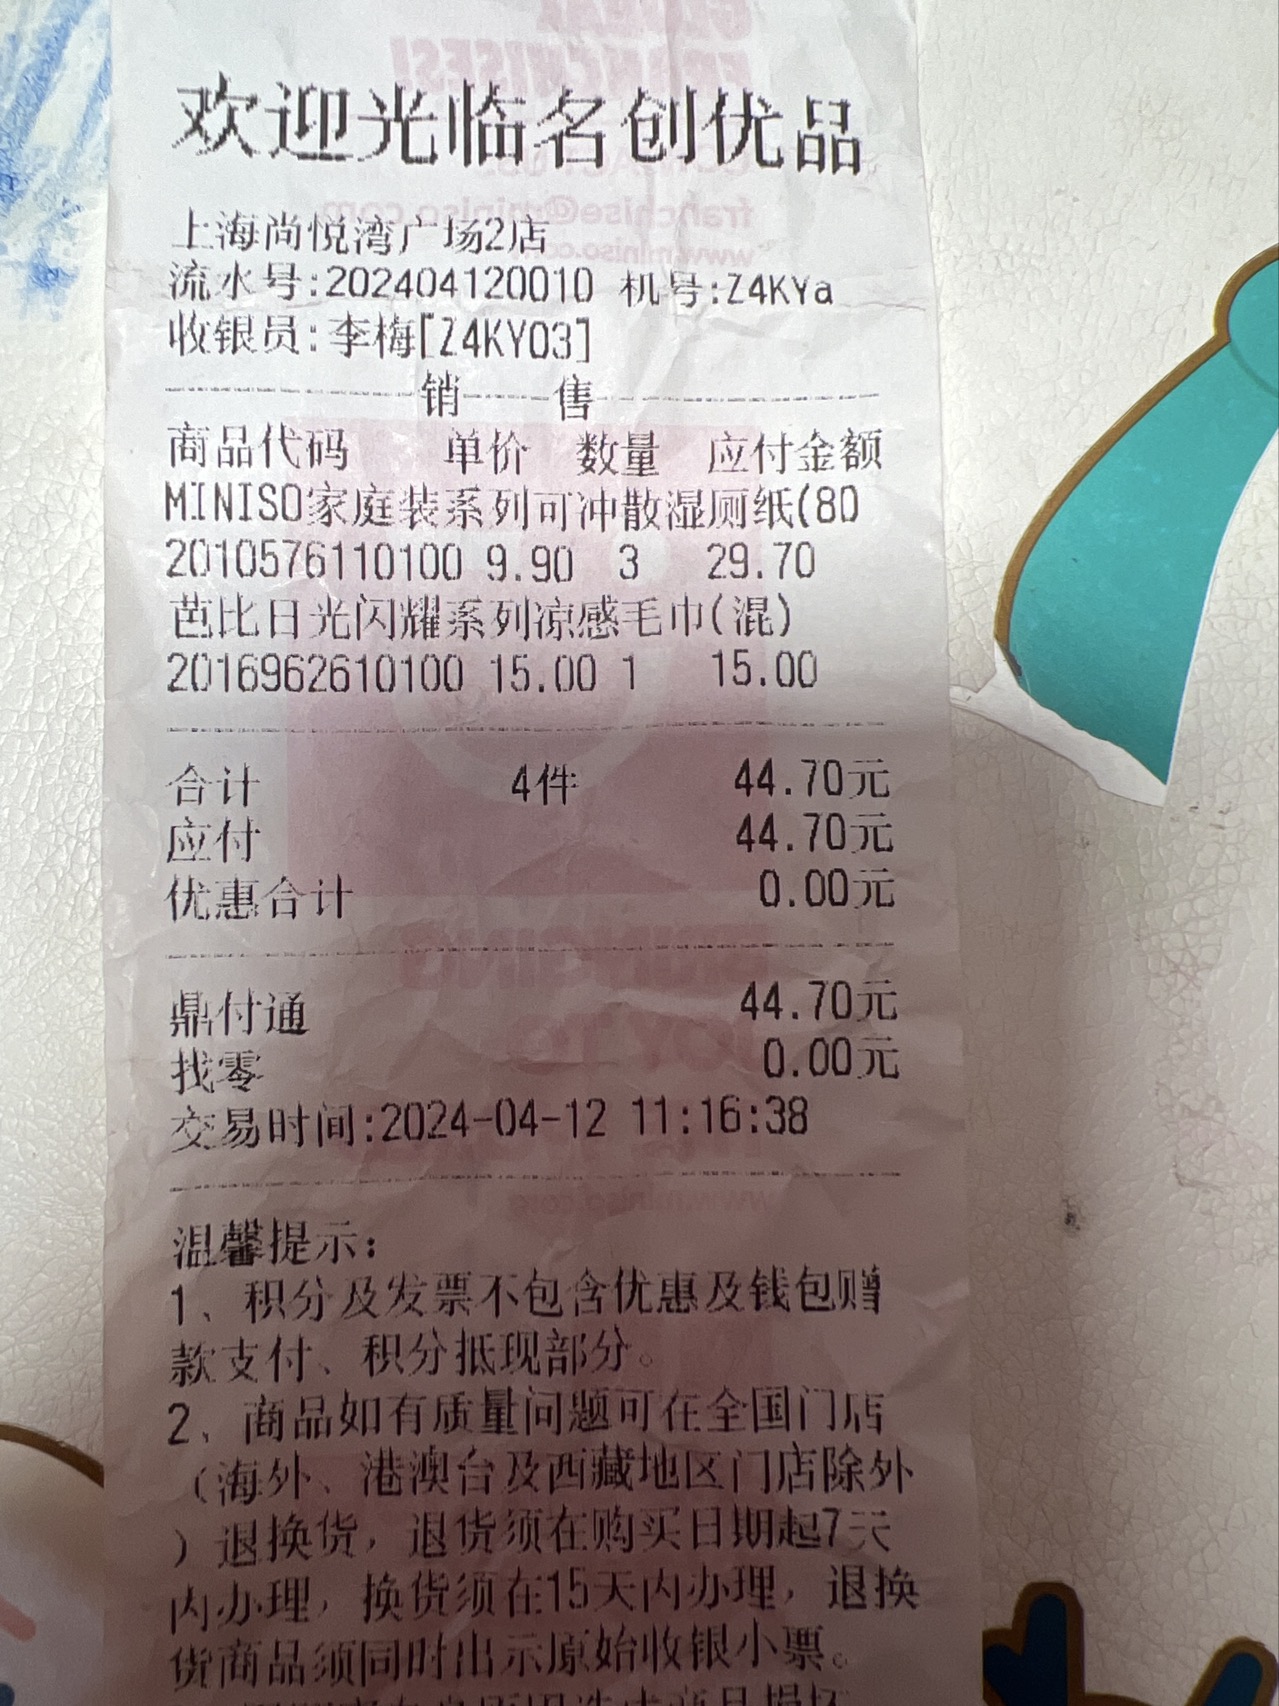 欢迎光临名创优品
上海尚悦湾广场2店
流水号:202404120010 机号:Z4KYa
收银员:李梅[Z4KY03]
销 售
商品代码 单价 数量 应付金额
MINISO家庭装系列可冲散湿厕纸(80
2010576110100 9.90 3 29.70
芭比日光闪耀系列凉感毛巾(混)
2016962610100 15.00 1 15.00
合计 4件 44.70元
应付 44.70元
优惠合计 0.00元
鼎付通 44.70元
找零 0.00元
交易时间:2024-04-12 11:16:38
温馨提示:
1、积分及发票不包含优惠及钱包赠
款支付、积分抵现部分。
2、商品如有质量问题可在全国门店
(海外、港澳台及西藏地区门店除外
)退换货,退货须在购买日期起7天
内办理,换货须在15天内办理,退换
货商品须同时出示原始收银小票。